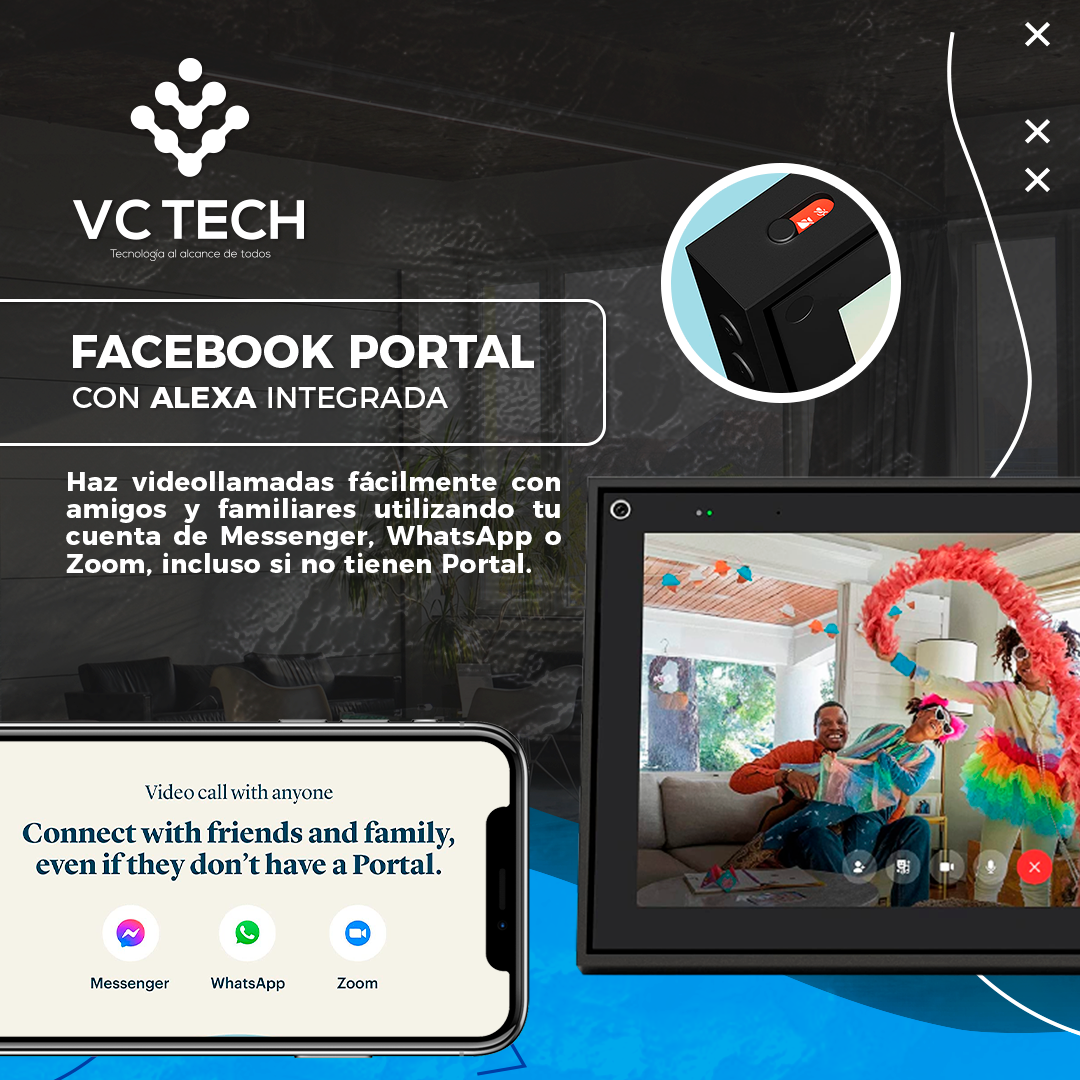 VC TECH
Tecnología al alcance de todos
FACEBOOK PORTAL
CON ALEXA INTEGRADA
Haz videollamadas fácilmente con
amigos y familiares utilizando tu
cuenta de Messenger, WhatsApp o
Zoom, incluso si no tienen Portal.
Video call with anyone
Connect with friends and family,
even if they don't have a Portal.
Messenger WhatsApp Zoom